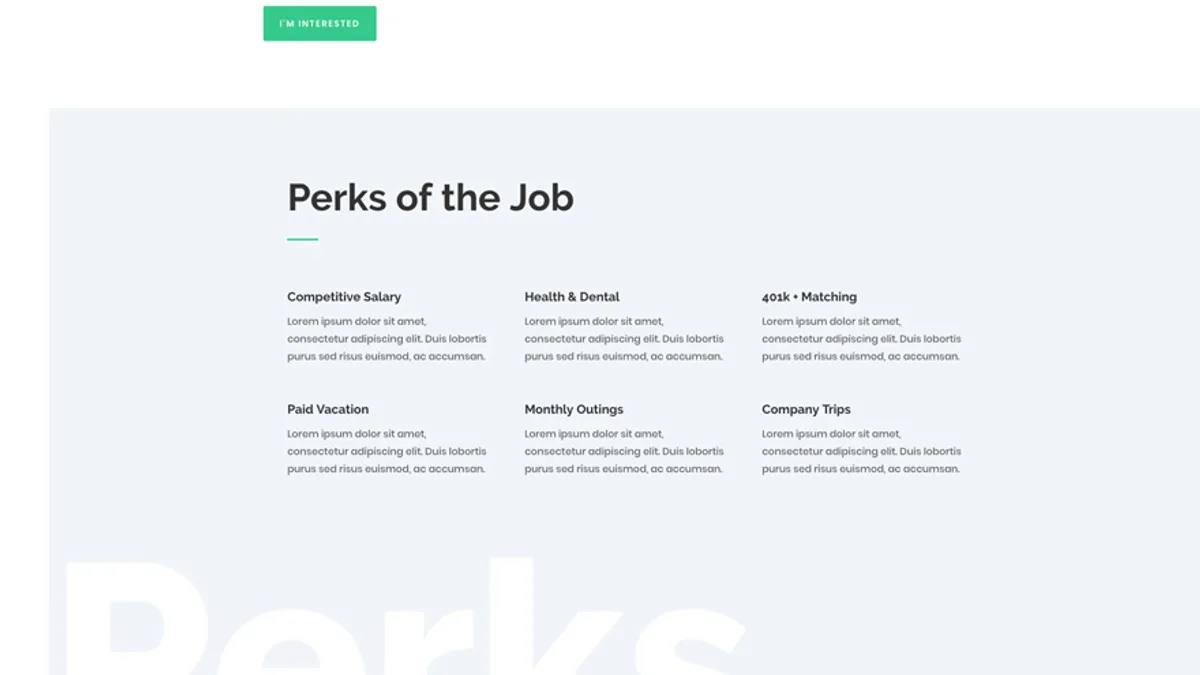 I'M INTERESTED
Perks of the Job
Competitive Salary
Lorem ipsum dolor sit amet,
consectetur adipiscing elit. Duis lobortis
purus sed risus euismod, ac accumsan.
Health & Dental
Lorem ipsum dolor sit amet,
consectetur adipiscing elit. Duis lobortis
purus sed risus euismod, ac accumsan.
401k + Matching
Lorem ipsum dolor sit amet,
consectetur adipiscing elit. Duis lobortis
purus sed risus euismod, ac accumsan.
Paid Vacation
Lorem ipsum dolor sit amet,
consectetur adipiscing elit. Duis lobortis
purus sed risus euismod, ac accumsan.
Monthly Outings
Lorem ipsum dolor sit amet,
consectetur adipiscing elit. Duis lobortis
purus sed risus euismod, ac accumsan.
Company Trips
Lorem ipsum dolor sit amet,
consectetur adipiscing elit. Duis lobortis
purus sed risus euismod, ac accumsan.
Perks